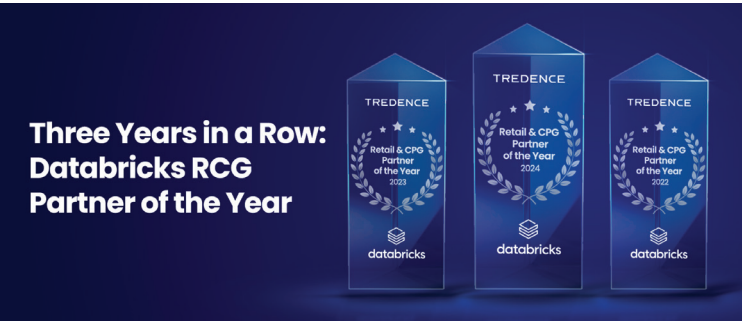 Three Years in a Row:
Databricks RCG
Partner of the Year
TREDENCE
Retail & CPG
Partner
of the Year
2023
databricks
TREDENCE
Retail & CPG
Partner
of the Year
2024
databricks
TREDENCE
Retail & CPG
Partner
of the Year
2022
databricks